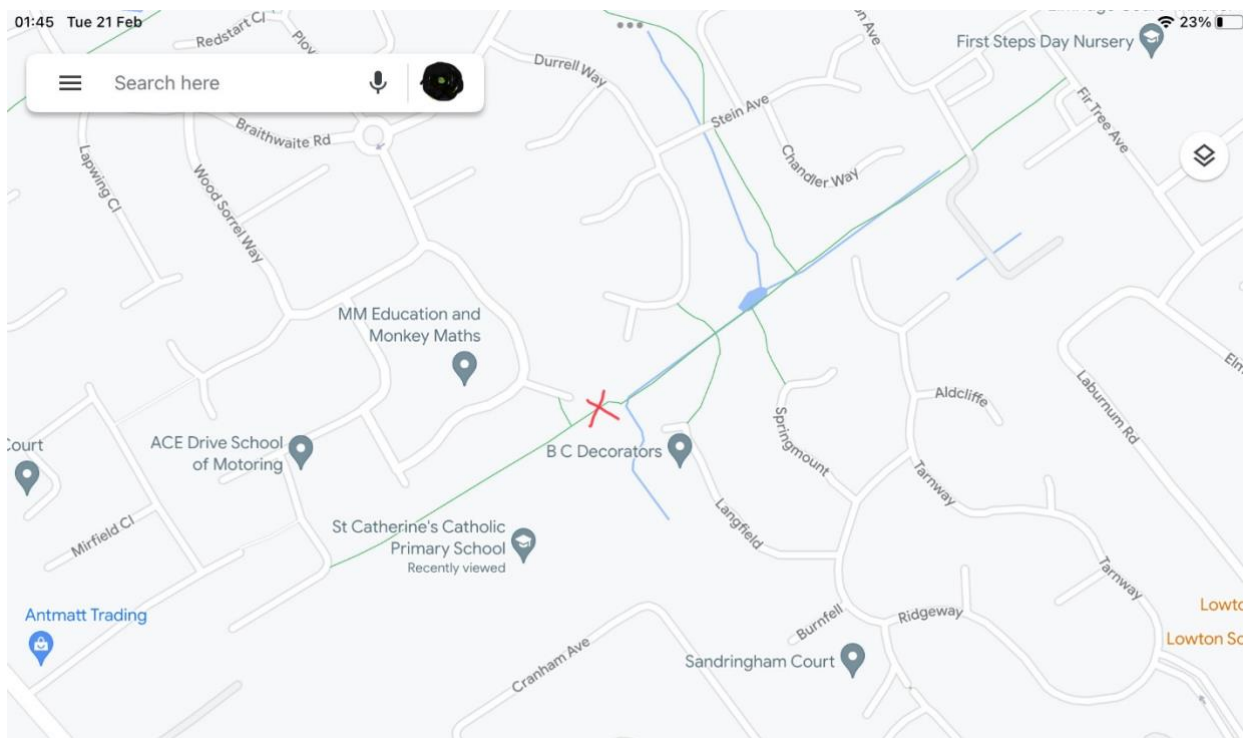 01:45 Tue 21 Feb
23%
Redstart Cl
Search here
Durrell Way
First Steps Day Nursery
Stein Ave
Fir Tree Ave
Braithwaite Rd
Lapwing Cl
Wood Sorrel Way
Chandler Way
MM Education and
Monkey Maths
Laburnum Rd
Aldcliffe
Springmount
ACE Drive School
of Motoring
B C Decorators
Tarnway
Langfield
Mirfield Cl
St Catherine's Catholic
Primary School
Recently viewed
Tarnway
Antmatt Trading
Burnfell
Ridgeway
Cranham Ave
Sandringham Court